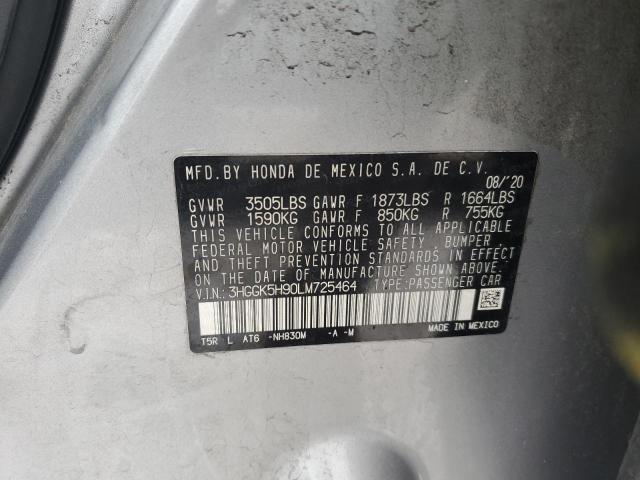 MFD.BY HONDA DE MEXICO S.A. DE C.V.
08/'20
GVWR 3505LBS GAWR F 1873LBS R 1664LBS
GVWR 1590KG GAWR F 850KG R 755KG
THIS VEHICLE CONFORMS TO ALL APPLICABLE
FEDERAL MOTOR VEHICLE SAFETY, BUMPER,
AND THEFT PREVENTION STANDARDS IN EFFECT
ON THE DATE OF MANUFACTURE SHOWN ABOVE.
V.I.N.: 3HGGK5H90LM725464 TYPE:PASSENGER CAR
T5R L AT6 -NH830M -A -M MADE IN MEXICO